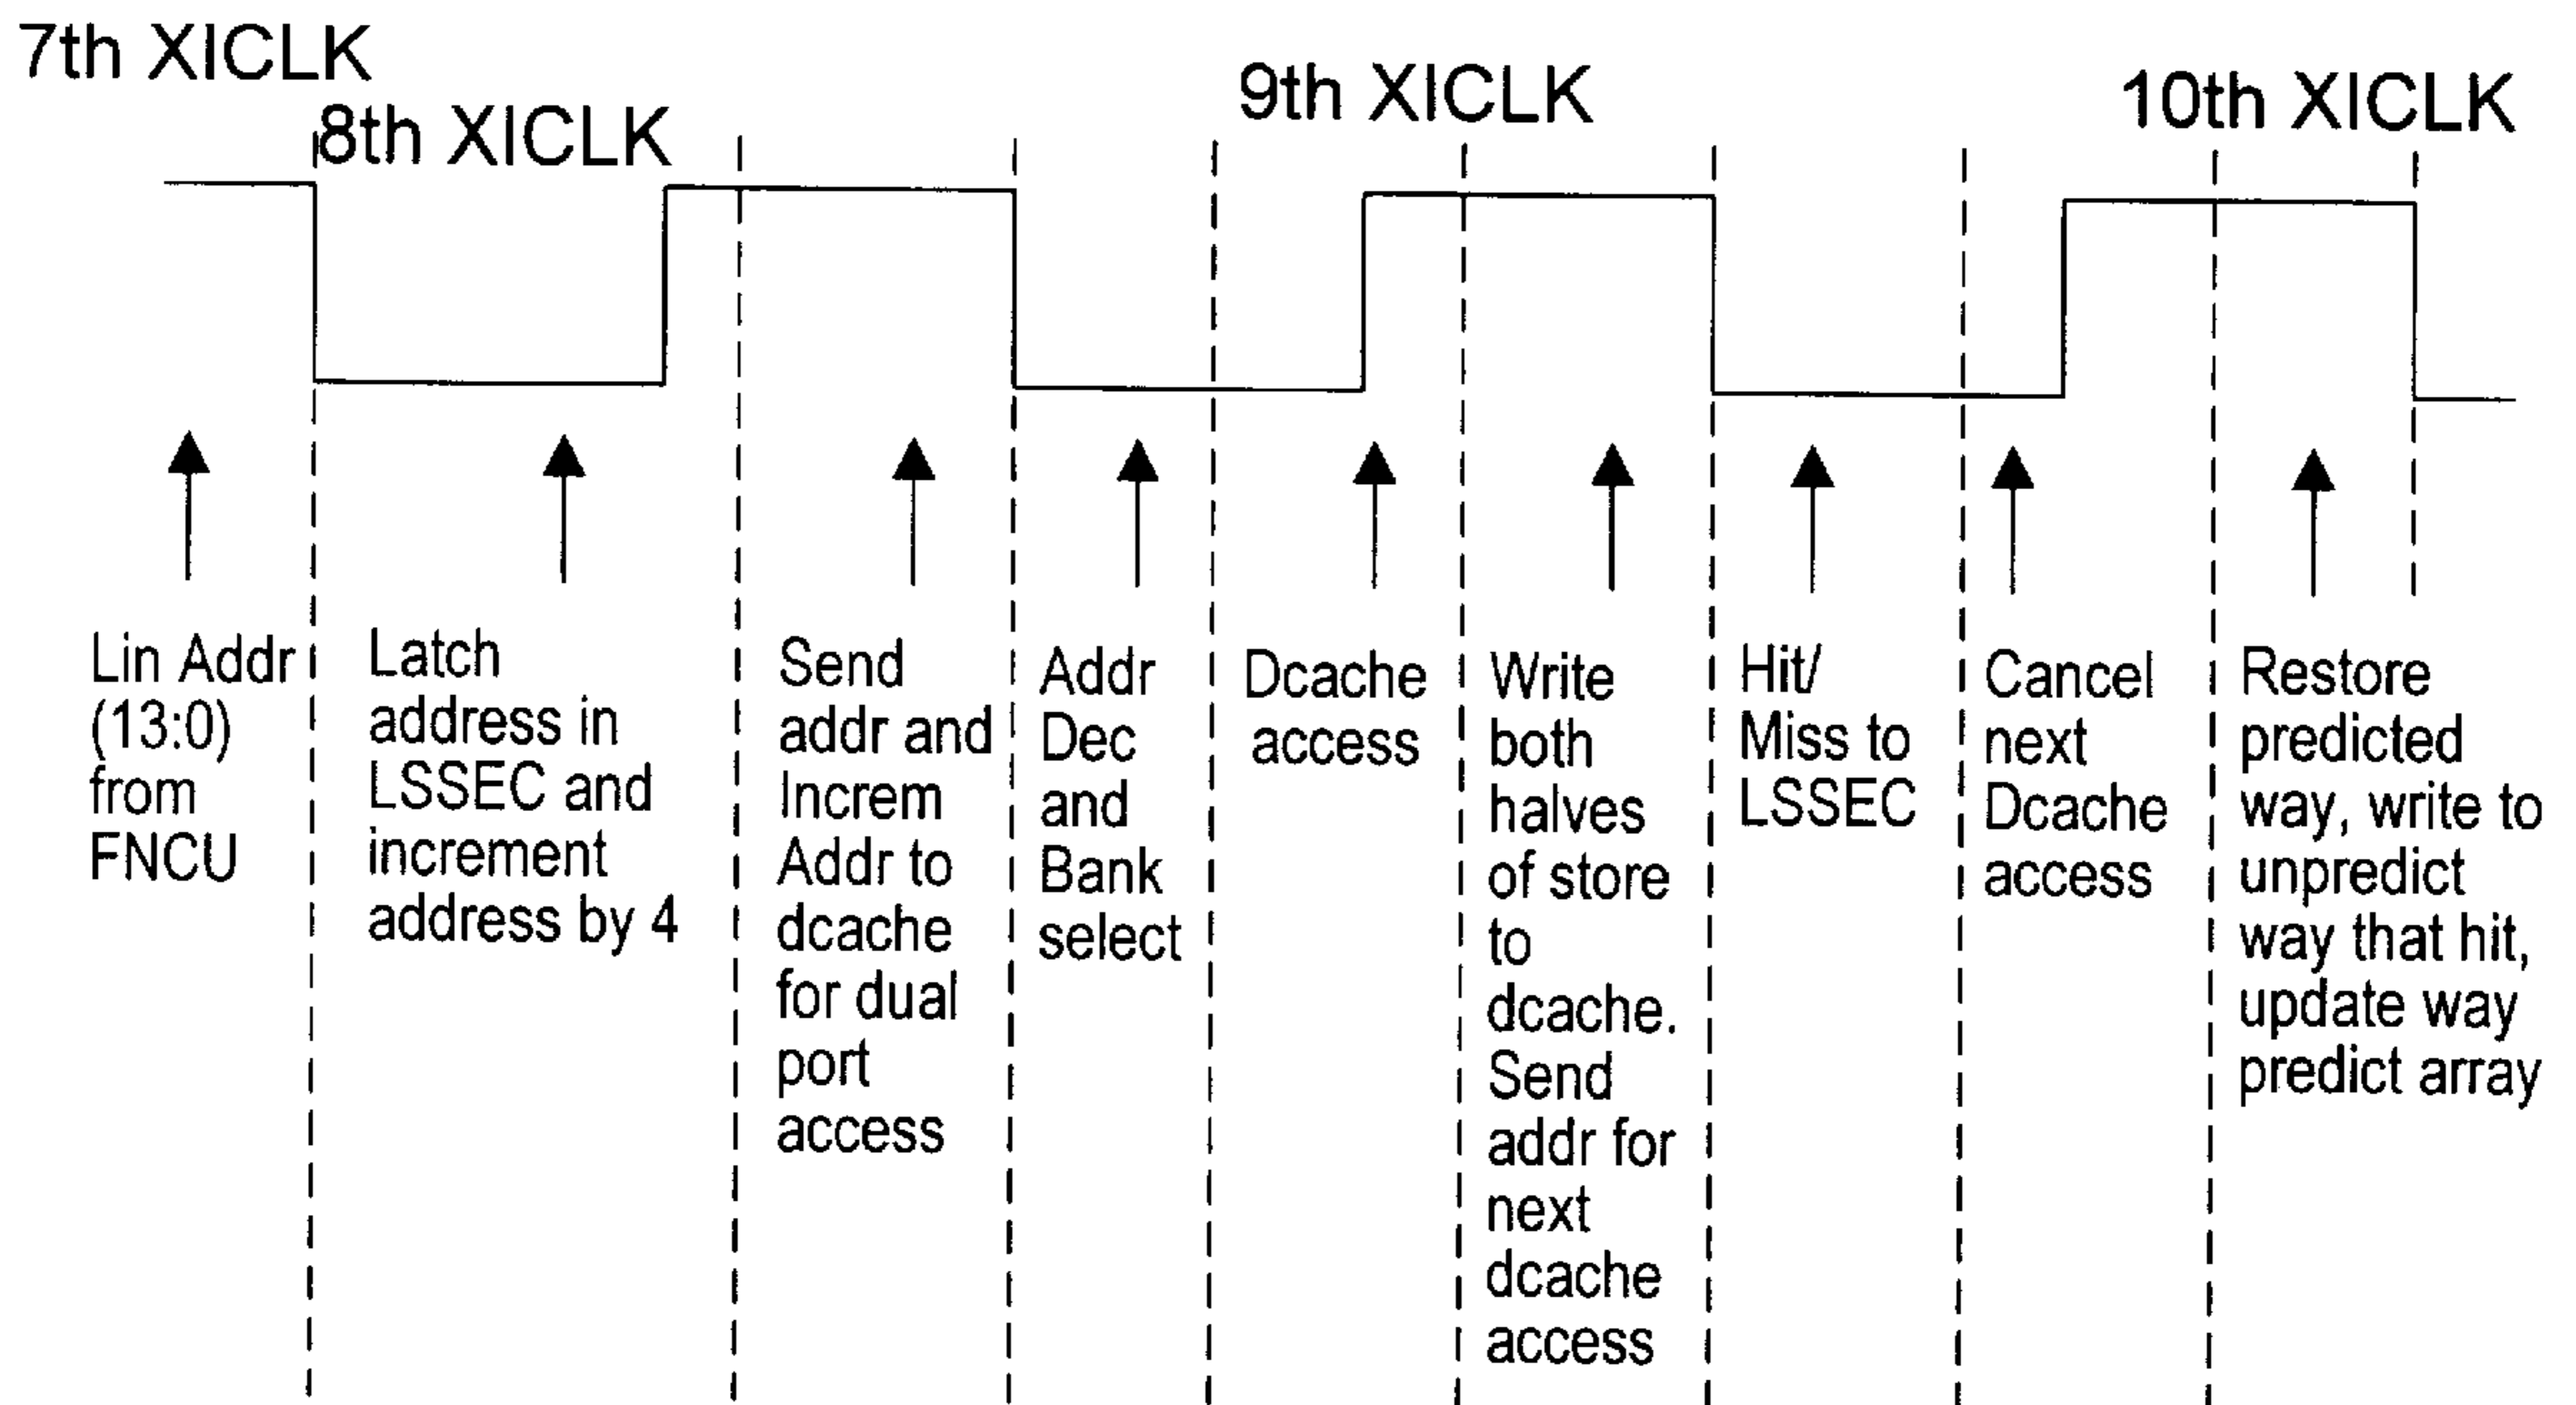 7th XICLK
8th XICLK
9th XICLK
10th XICLK
Lin Addr
(13:0)
from
FNCU
Latch
address in
LSSEC and
increment
address by 4
Send
addr and
Increm
Addr to
dcache
for dual
port
access
Addr
Dec
and
Bank
select
Dcache
access
Write
both
halves
of store
to
dcache.
Send
addr for
next
dcache
access
Hit/
Miss to
LSSEC
Cancel
next
Dcache
access
Restore
predicted
way, write to
unpredict
way that hit,
update way
predict array